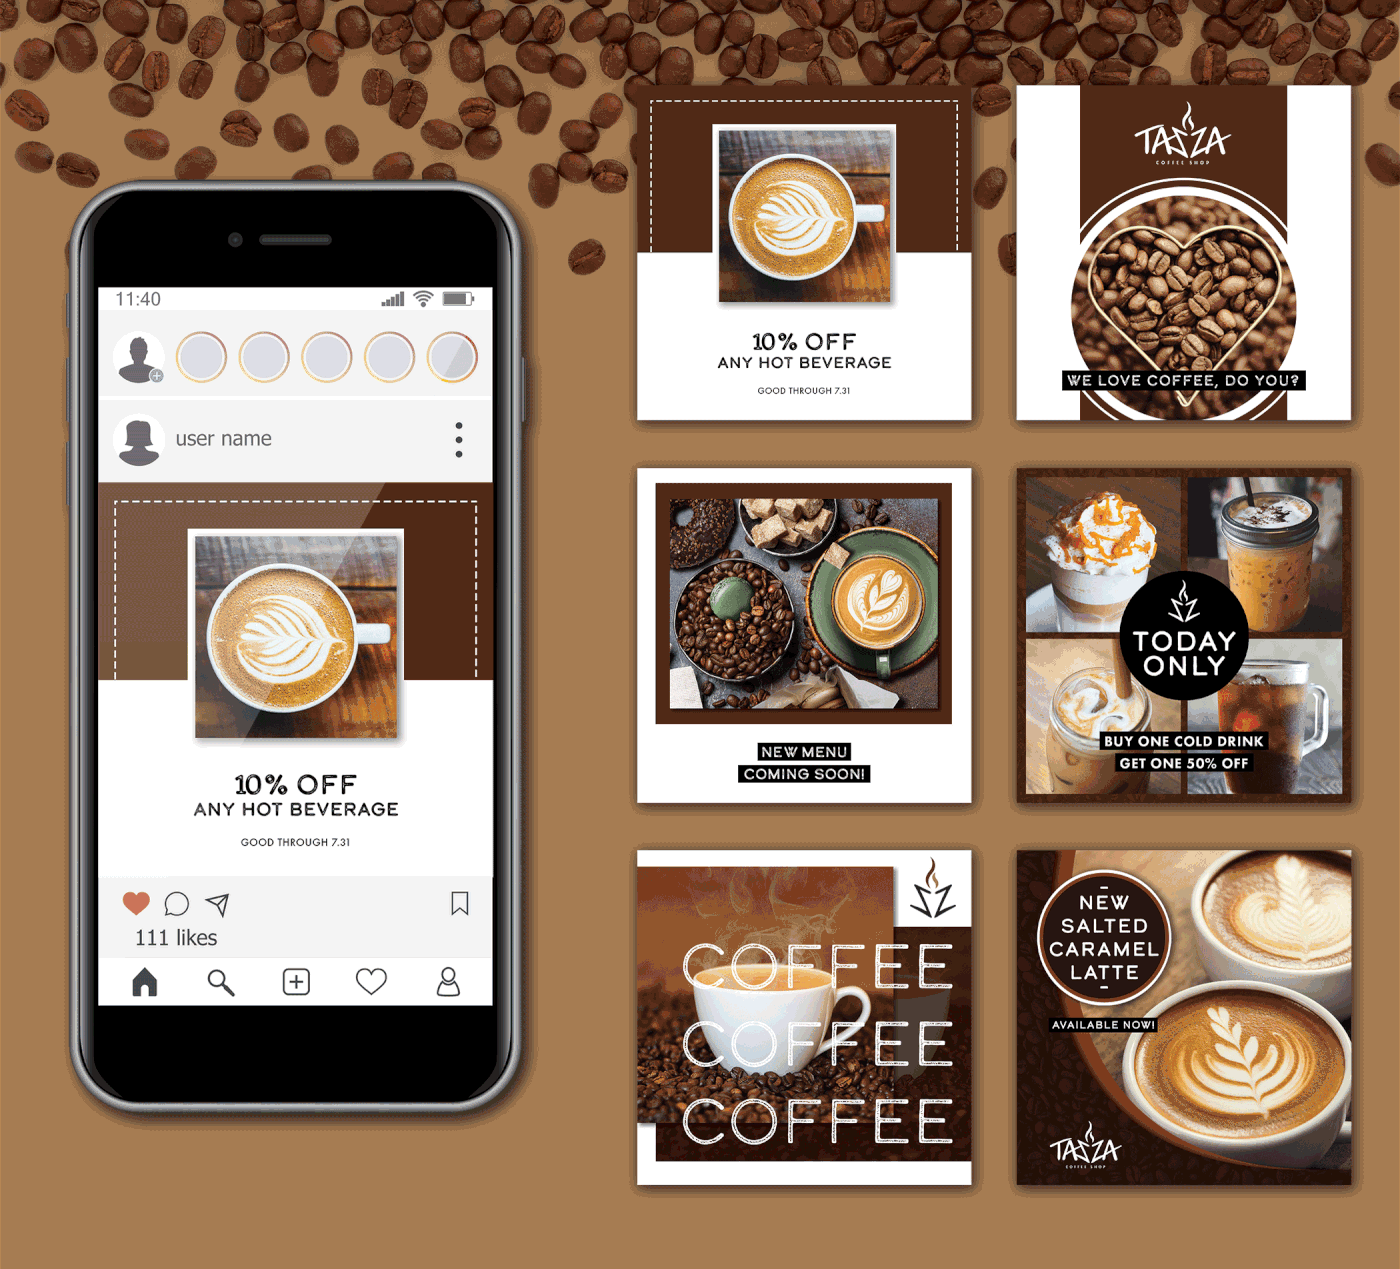 11:40
user name
10% OFF
ANY HOT BEVERAGE
GOOD THROUGH 7.31
111 likes
10% OFF
ANY HOT BEVERAGE
GOOD THROUGH 7.31
TAZZA
COFFEE SHOP
WE LOVE COFFEE, DO YOU?
NEW MENU
COMING SOON!
TODAY
ONLY
BUY ONE COLD DRINK
GET ONE 50% OFF
COFFEE
COFFEE
COFFEE
NEW
SALTED
CARAMEL
LATTE
AVAILABLE NOW!
TAZZA
COFFEE SHOP